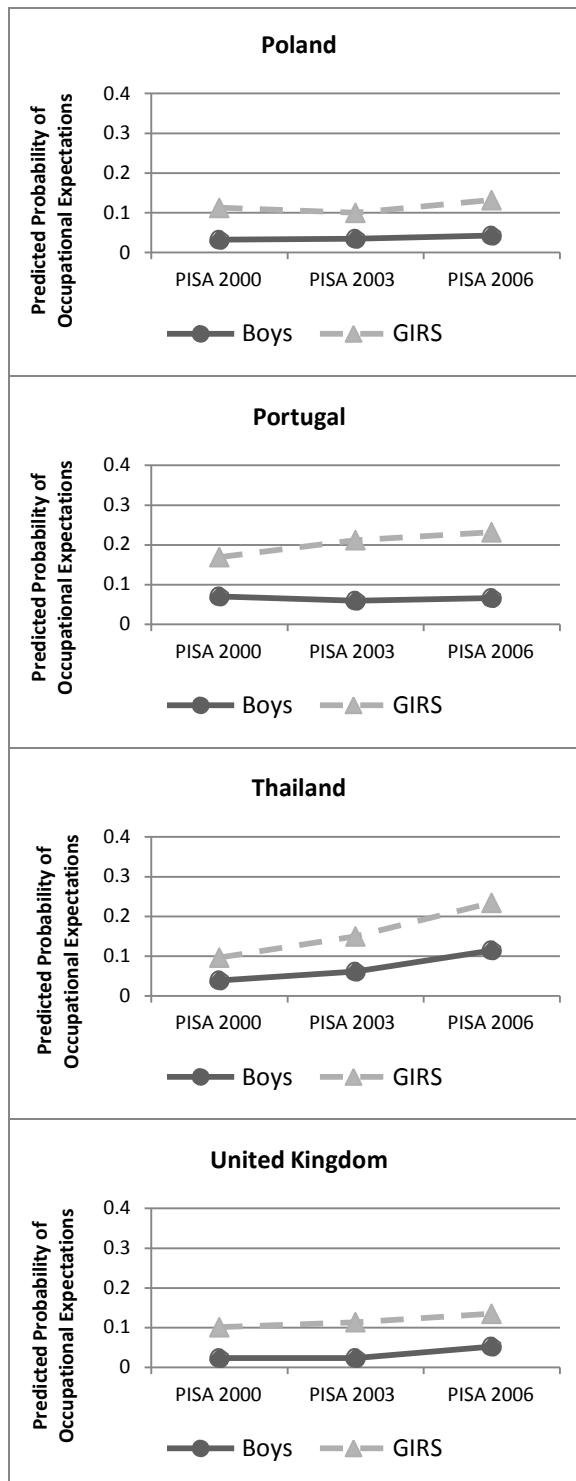 Poland
Predicted Probability of
Occupational Expectations
0.4
0.3
0.2
0.1
0
PISA 2000 PISA 2003 PISA 2006
Boys GIRS
Portugal
Predicted Probability of
Occupational Expectations
0.4
0.3
0.2
0.1
0
PISA 2000 PISA 2003 PISA 2006
Boys GIRS
Thailand
Predicted Probability of
Occupational Expectations
0.4
0.3
0.2
0.1
0
PISA 2000 PISA 2003 PISA 2006
Boys GIRS
United Kingdom
Predicted Probability of
Occupational Expectations
0.4
0.3
0.2
0.1
0
PISA 2000 PISA 2003 PISA 2006
Boys GIRS